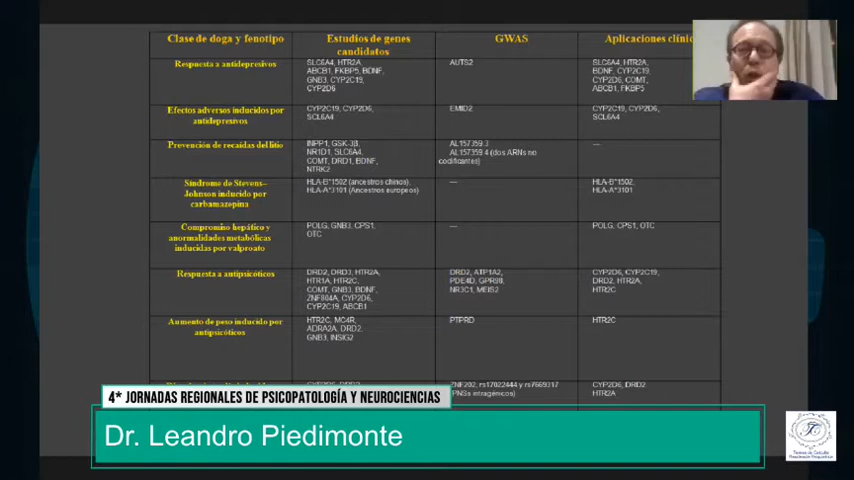 Clase de doga y fenotipo
Estudios de genes
candidatos
GWAS
Aplicaciones clínic
Respuesta a antidepresivos
SLC6A4, HTR2A,
ABCB1, FKBP5, BDNF,
GNB3, CYP2C19,
CYP2D6
AUTS2
SLC6A4, HTR2A,
BDNF, CYP2C19,
CYP2D6, COMT,
ABCB1, FKBP5
Efectos adversos inducidos por
antidepresivos
CYP2C19, CYP2D6,
SCL6A4
EMID2
CYP2C19, CYP2D6,
SCL6A4
Prevención de recaídas del litio
INPP1, GSK-3B,
NR1D1, SLC6A4,
COMT, DRD1, BDNF,
NTRK2
AL157359.3
AL157359.4 (dos ARNs no
codificantes)
—
Síndrome de Stevens–
Johnson inducido por
carbamazepina
HLA-B*1502 (ancestros chinos),
HLA-A*3101 (Ancestros europeos)
—
HLA-B*1502,
HLA-A*3101
Compromiso hepático y
anormalidades metabólicas
inducidas por valproato
POLG, GNB3, CPS1,
OTC
—
POLG, CPS1, OTC
Respuesta a antipsicóticos
DRD2, DRD3, HTR2A,
HTR1A, HTR2C,
COMT, GNB3, BDNF,
ZNF804A, CYP2D6,
CYP2C19, ABCB1
DRD2, ATP1A2,
PDE4D, GPR98,
NR3C1, MEIS2
CYP2D6, CYP2C19,
DRD2, HTR2A,
HTR2C
Aumento de peso inducido por
antipsicóticos
HTR2C, MC4R,
ADRA2A, DRD2,
GNB3, INSIG2
PTPRD
HTR2C
ZNF202, rs17022444 y rs7669317
intragénicos)
CYP2D6, DRD2
HTR2A
4* JORNADAS REGIONALES DE PSICOPATOLOGÍA Y NEUROCIENCIAS
Dr. Leandro Piedimonte